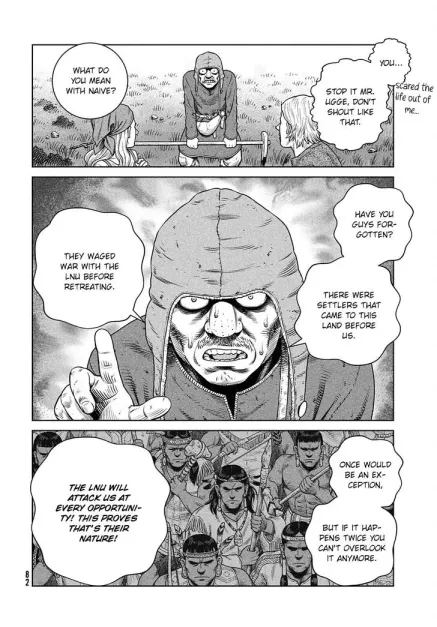 YOU...
WHAT DO
YOU MEAN
WITH NAIVE?
scared the
life out of
me..
STOP IT MR.
UGGE, DON'T
SHOUT LIKE
THAT.
HAVE YOU
GUYS FOR-
GOTTEN?
THERE WERE
SETTLERS THAT
CAME TO THIS
LAND BEFORE
US.
THEY WAGED
WAR WITH THE
LNU BEFORE
RETREATING.
ONCE WOULD
BE AN EX-
CEPTION,
BUT IF IT HAP-
PENS TWICE YOU
CAN'T OVERLOOK
IT ANYMORE.
THE LNU WILL
ATTACK US AT
EVERY OPPORTUNI-
TY! THIS PROVES
THAT'S THEIR
NATURE!
82